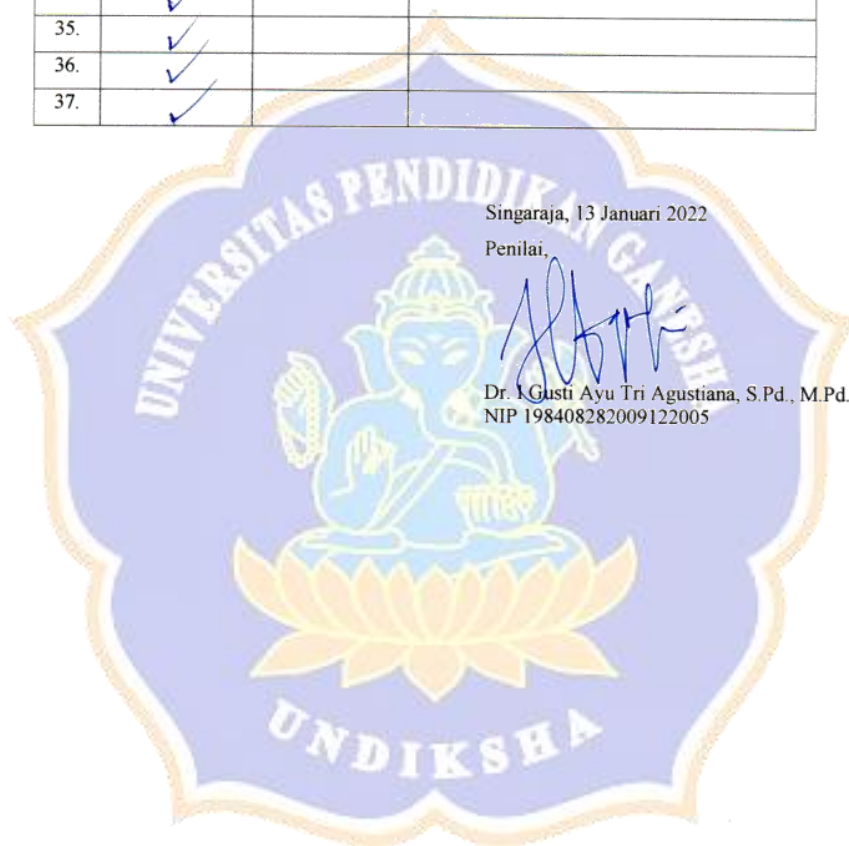 ✓
35. ✓
36. ✓
37. ✓
UNIVERSITAS PENDIDIKAN GANESHA
Singaraja, 13 Januari 2022
Penilai,
Dr. I Gusti Ayu Tri Agustiana, S.Pd., M.Pd.
NIP 198408282009122005
UNDIKSHA